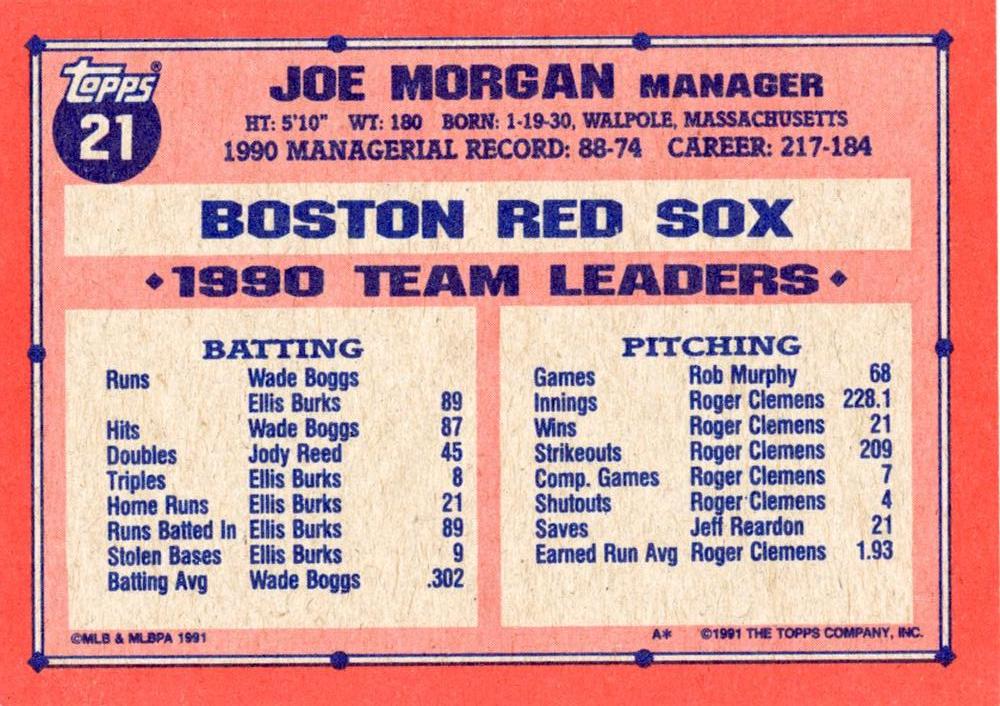 topps®
21
JOE MORGAN MANAGER
HT: 5'10" WT: 180 BORN: 1-19-30, WALPOLE, MASSACHUSETTS
1990 MANAGERIAL RECORD: 88-74 CAREER: 217-184
BOSTON RED SOX
1990 TEAM LEADERS
BATTING
Runs Wade Boggs
Ellis Burks 89
Hits Wade Boggs 87
Doubles Jody Reed 45
Triples Ellis Burks 8
Home Runs Ellis Burks 21
Runs Batted In Ellis Burks 89
Stolen Bases Ellis Burks 9
Batting Avg Wade Boggs .302
PITCHING
Games Rob Murphy 68
Innings Roger Clemens 228.1
Wins Roger Clemens 21
Strikeouts Roger Clemens 209
Comp. Games Roger Clemens 7
Shutouts Roger Clemens 4
Saves Jeff Reardon 21
Earned Run Avg Roger Clemens 1.93
©MLB & MLBPA 1991
A* ©1991 THE TOPPS COMPANY, INC.